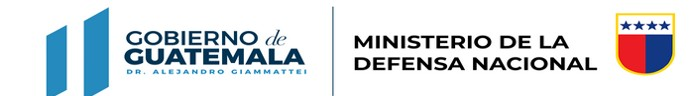 GOBIERNO de
GUATEMALA
DR. ALEJANDRO GIAMMATTEI
MINISTERIO DE LA
DEFENSA NACIONAL